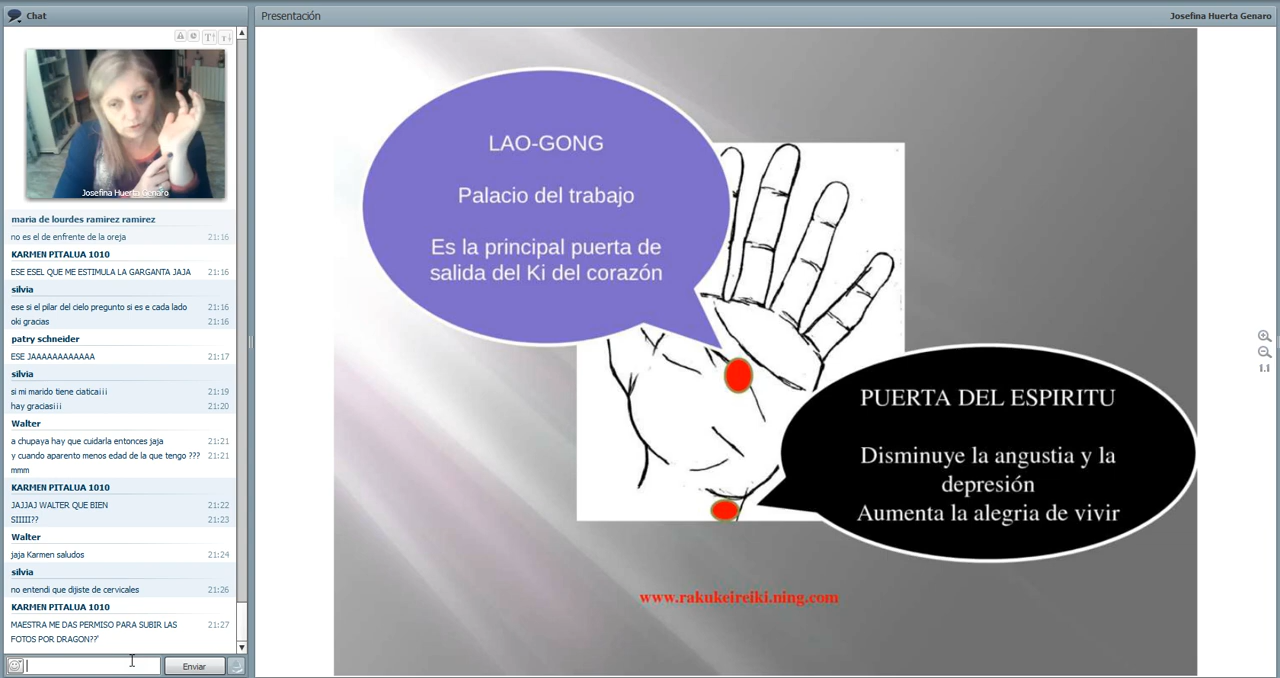 Chat
Josefina Huerta Genaro
maria de lourdes ramirez ramirez
no es el de enfrente de la oreja 21:16
KARMEN PITALUA 1010
ESE ESEL QUE ME ESTIMULA LA GARGANTA JAJA 21:16
silvia
ese si el pilar del cielo pregunto si es e cada lado 21:16
oki gracias 21:16
patry schneider
ESE JAAAAAAAAAAAA 21:17
silvia
si mi marido tiene ciatica¡¡¡ 21:19
hay gracias¡¡¡ 21:20
Walter
a chupaya hay que cuidarla entonces jaja 21:21
y cuando aparento menos edad de la que tengo ??? 21:21
mmm
KARMEN PITALUA 1010
JAJJAJ WALTER QUE BIEN 21:22
SIIIII?? 21:23
Walter
jaja Karmen saludos 21:24
silvia
no entendi que dijiste de cervicales 21:26
KARMEN PITALUA 1010
MAESTRA ME DAS PERMISO PARA SUBIR LAS 21:27
FOTOS POR DRAGON??'
Enviar
Presentación
Josefina Huerta Genaro
LAO-GONG
Palacio del trabajo
Es la principal puerta de
salida del Ki del corazón
PUERTA DEL ESPIRITU
Disminuye la angustia y la
depresión
Aumenta la alegria de vivir
www.rakukeireiki.ning.com
1.1